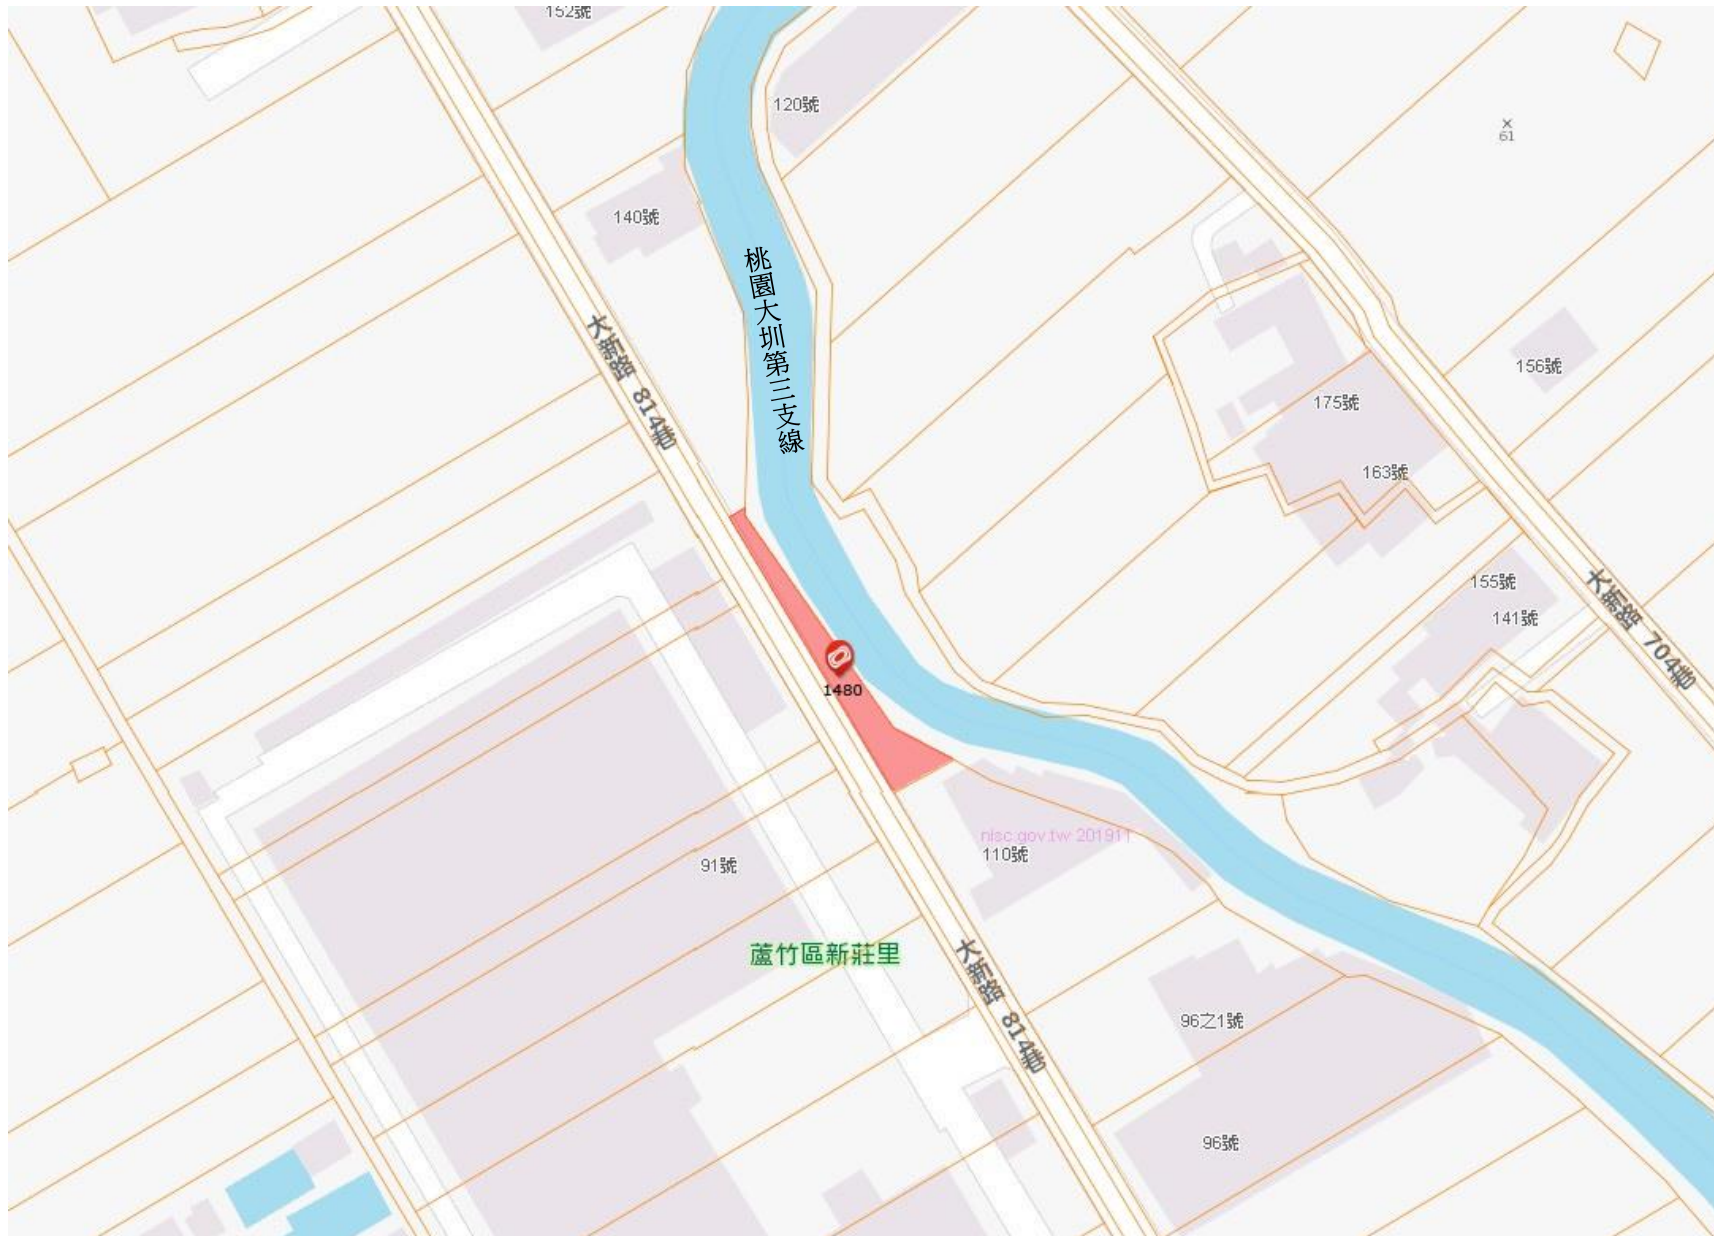 152號
120號
61
140號
桃園大圳第三支線
大新路 814巷
156號
175號
163號
155號
141號
大新路 704巷
1480
nlsc.gov.tw 201911
110號
91號
蘆竹區新莊里
大新路 814巷
96之1號
96號